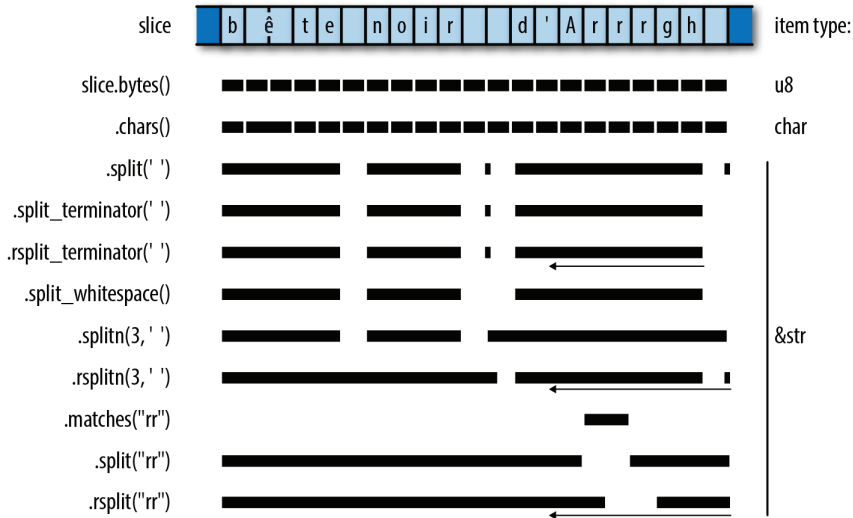 slice b ê t e n o i r d ' A r r r g h item type:
slice.bytes() u8
.chars() char
.split(' ')
.split_terminator(' ')
.rsplit_terminator(' ')
.split_whitespace()
.splitn(3, ' ') &str
.rsplitn(3, ' ')
.matches("rr")
.split("rr")
.rsplit("rr")